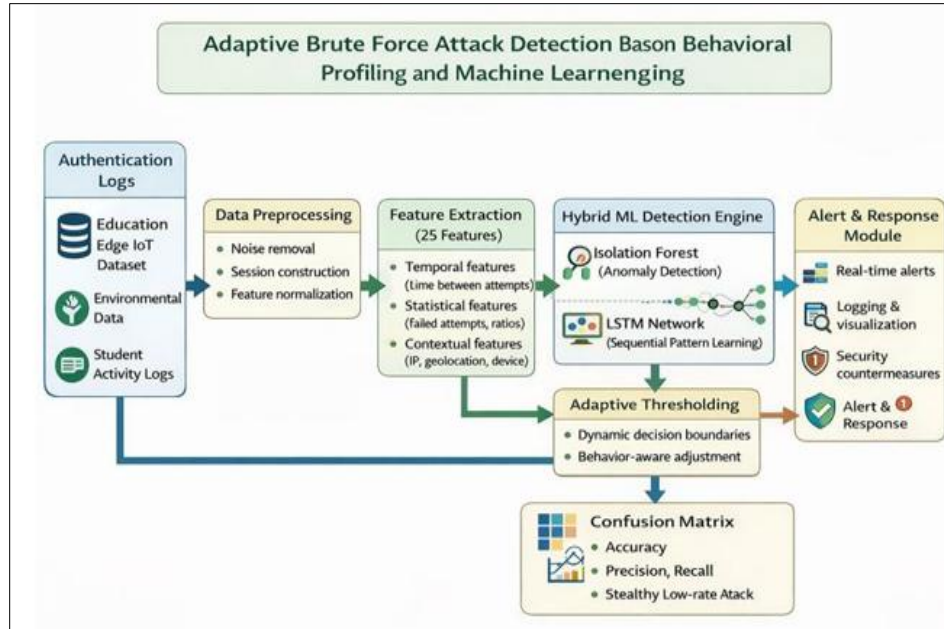 Adaptive Brute Force Attack Detection Bason Behavioral
Profiling and Machine Learnenging
Authentication
Logs
Education
Edge IoT
Dataset
Environmental
Data
Student
Activity Logs
Data Preprocessing
• Noise removal
• Session construction
• Feature normalization
Feature Extraction
(25 Features)
• Temporal features
(Lime between attempts)
• Statistical features
(failed attempts, ratios)
• Contextual features
(IP, geolocation, device)
Hybrid ML Detection Engine
Isolation Forest
(Anomaly Detection)
LSTM Network
(Sequential Pattern Learning)
Alert & Response
Module
Real-time alerts
Logging &
visualization
1
Security
countermeasures
Alert & 1
Response
Adaptive Thresholding
• Dynamic decision boundaries
• Behavior-aware adjustment
Confusion Matrix
• Accuracy
• Precision, Recall
• Stealthy Low-rate Atack